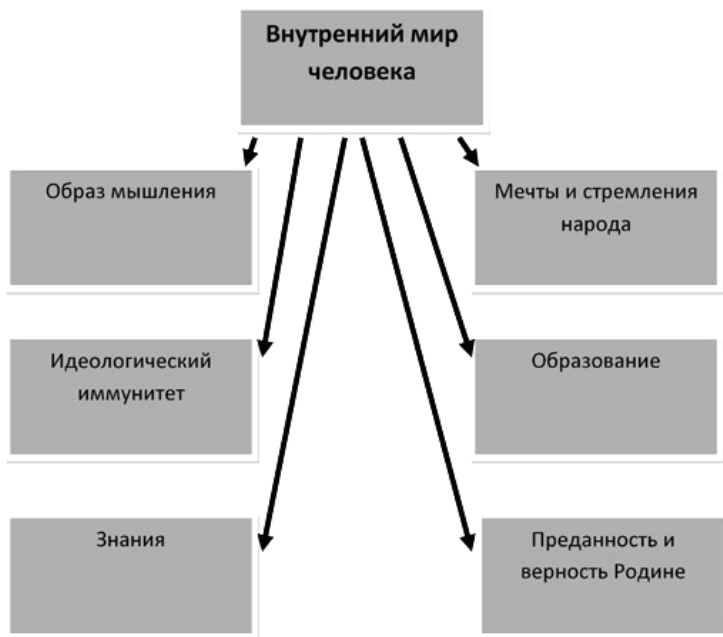 Внутренний мир
человека
Образ мышления
Мечты и стремления
народа
Идеологический
иммунитет
Образование
Знания
Преданность и
верность Родине